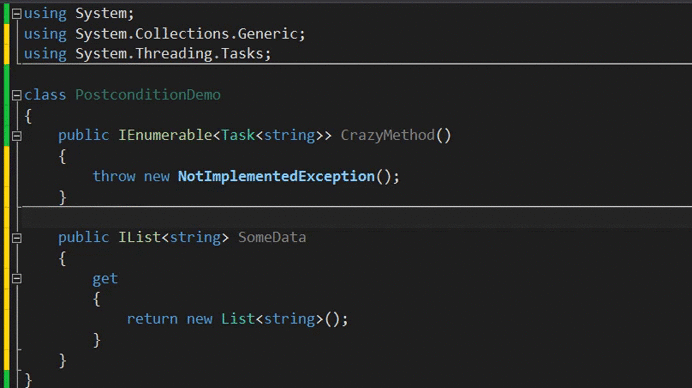 using System;
using System.Collections.Generic;
using System.Threading.Tasks;
class PostconditionDemo
{
public IEnumerable<Task<string>> CrazyMethod()
{
throw new NotImplementedException();
}
public IList<string> SomeData
{
get
{
return new List<string>();
}
}
}